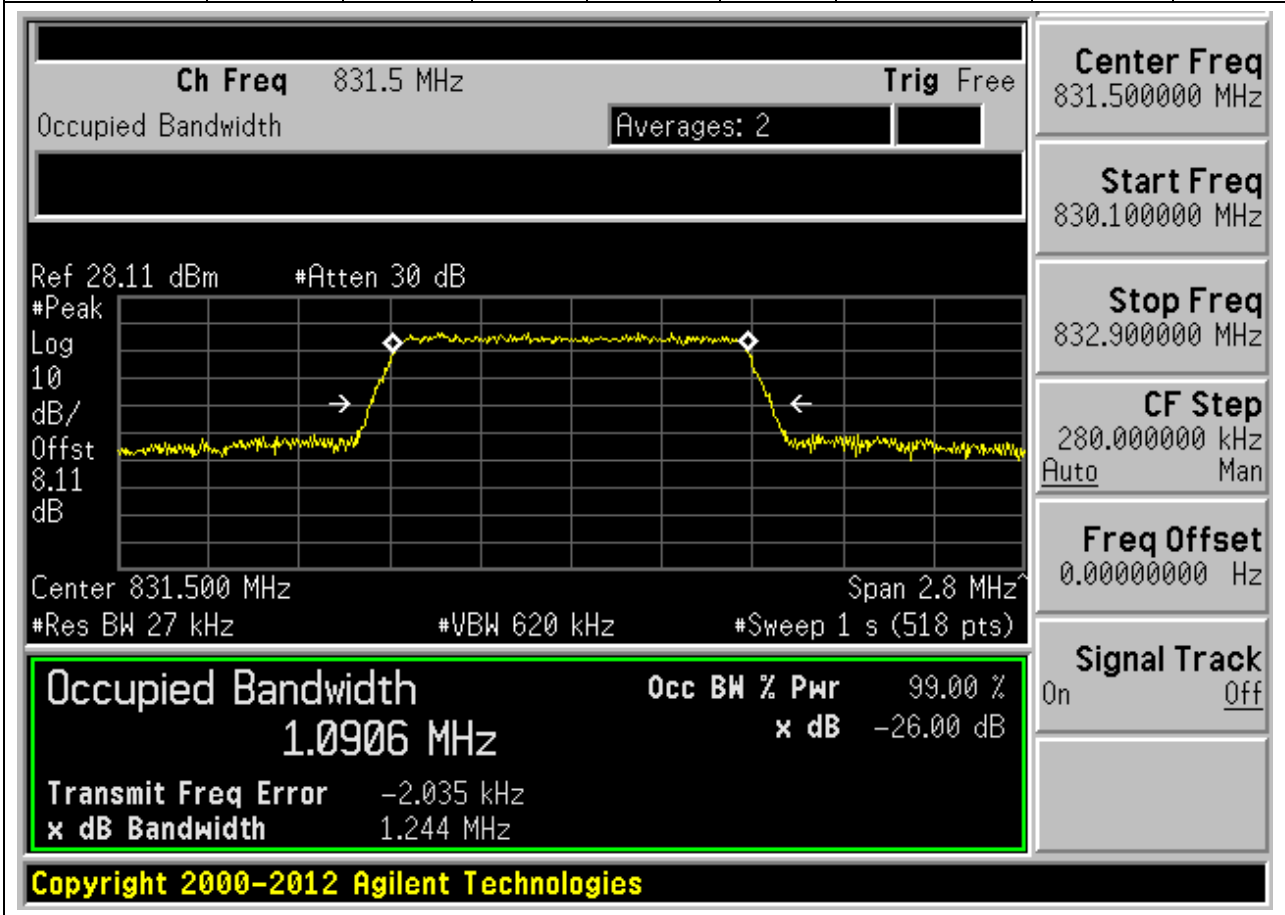 Ch Freq 831.5 MHz Trig Free
Occupied Bandwidth Averages: 2
Ref 28.11 dBm #Atten 30 dB
#Peak
Log
10
dB/
Offst
8.11
dB
Center 831.500 MHz Span 2.8 MHz^
#Res BW 27 kHz #VBW 620 kHz #Sweep 1 s (518 pts)
Occupied Bandwidth Occ BW % Pwr 99.00 %
1.0906 MHz x dB -26.00 dB
Transmit Freq Error -2.035 kHz
x dB Bandwidth 1.244 MHz
Copyright 2000-2012 Agilent Technologies
Center Freq
831.500000 MHz
Start Freq
830.100000 MHz
Stop Freq
832.900000 MHz
CF Step
280.000000 kHz
Auto Man
Freq Offset
0.00000000 Hz
Signal Track
On Off